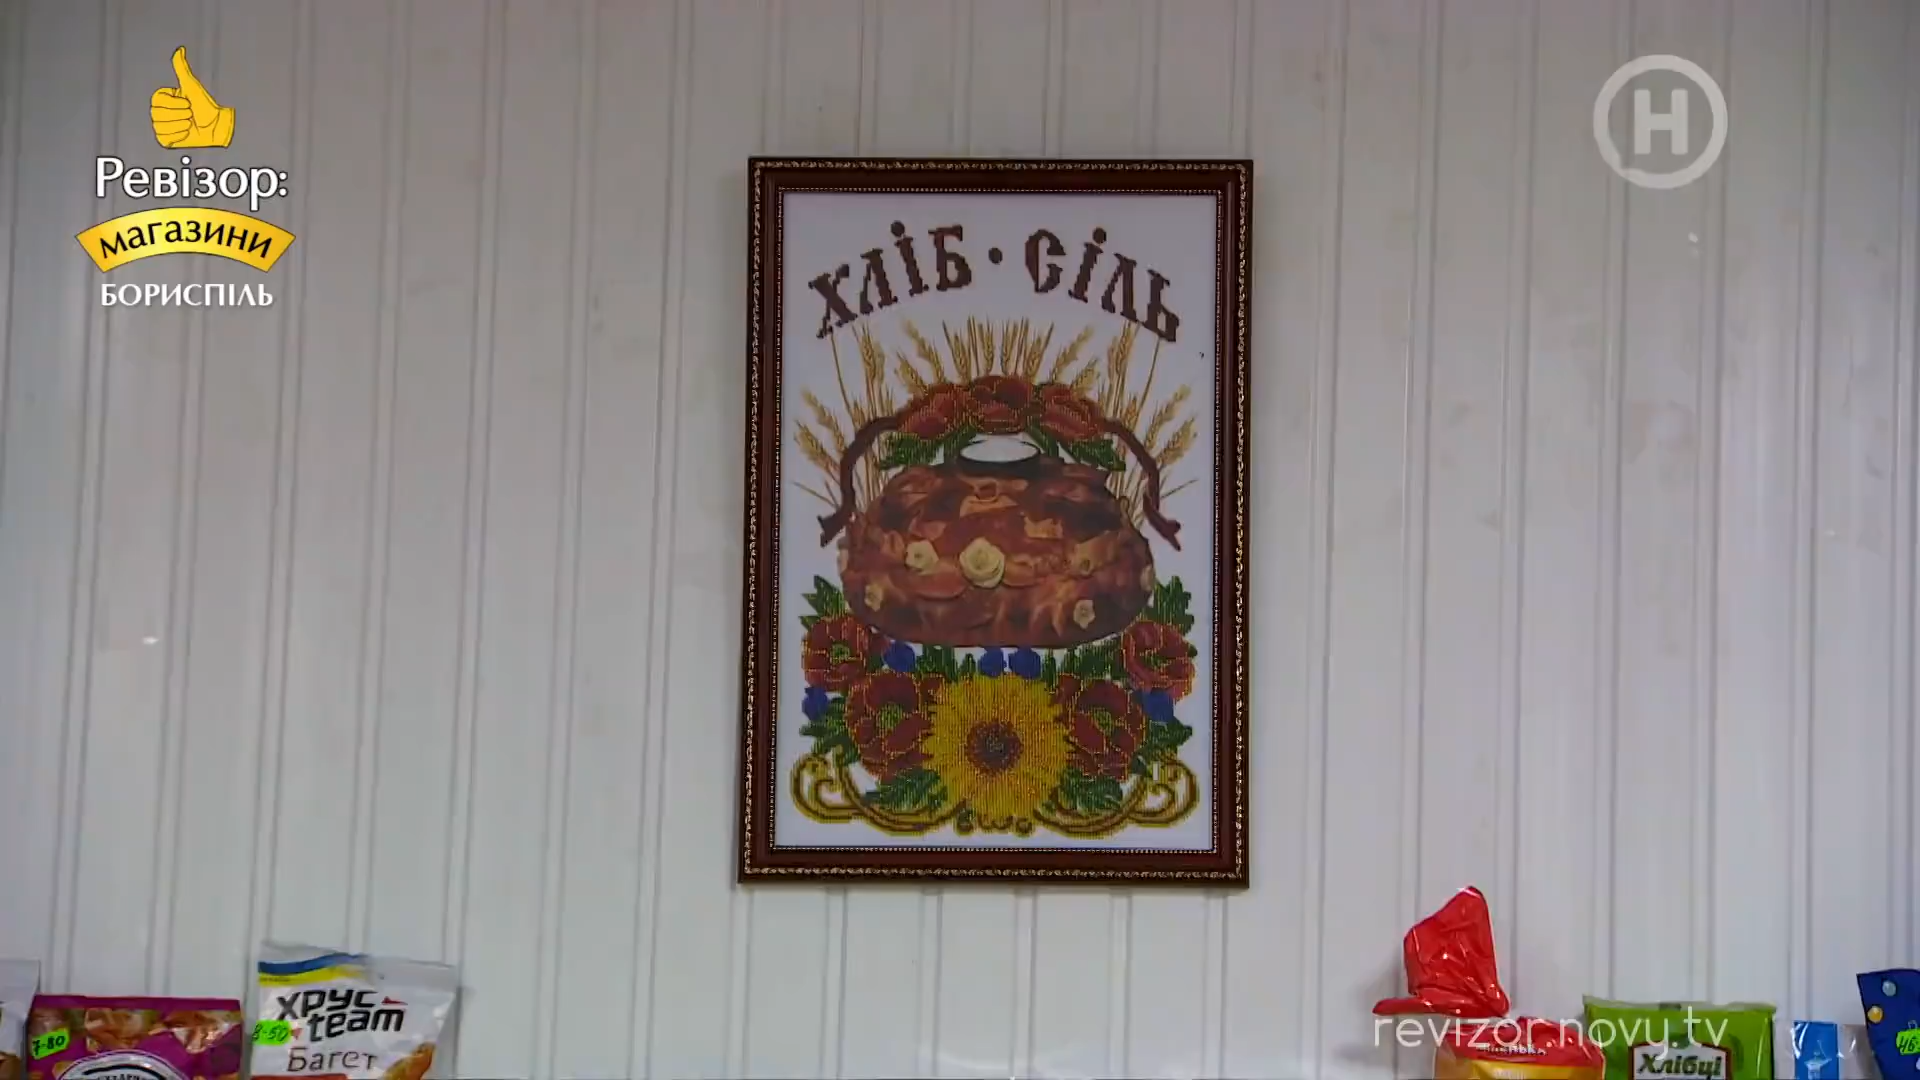 Ревізор:
магазини
БОРИСПІЛЬ
Н
ХЛІБ · СІЛЬ
7-80
ХРУС
team
8-50
Багет
revizor.novy.tv
Хлібці